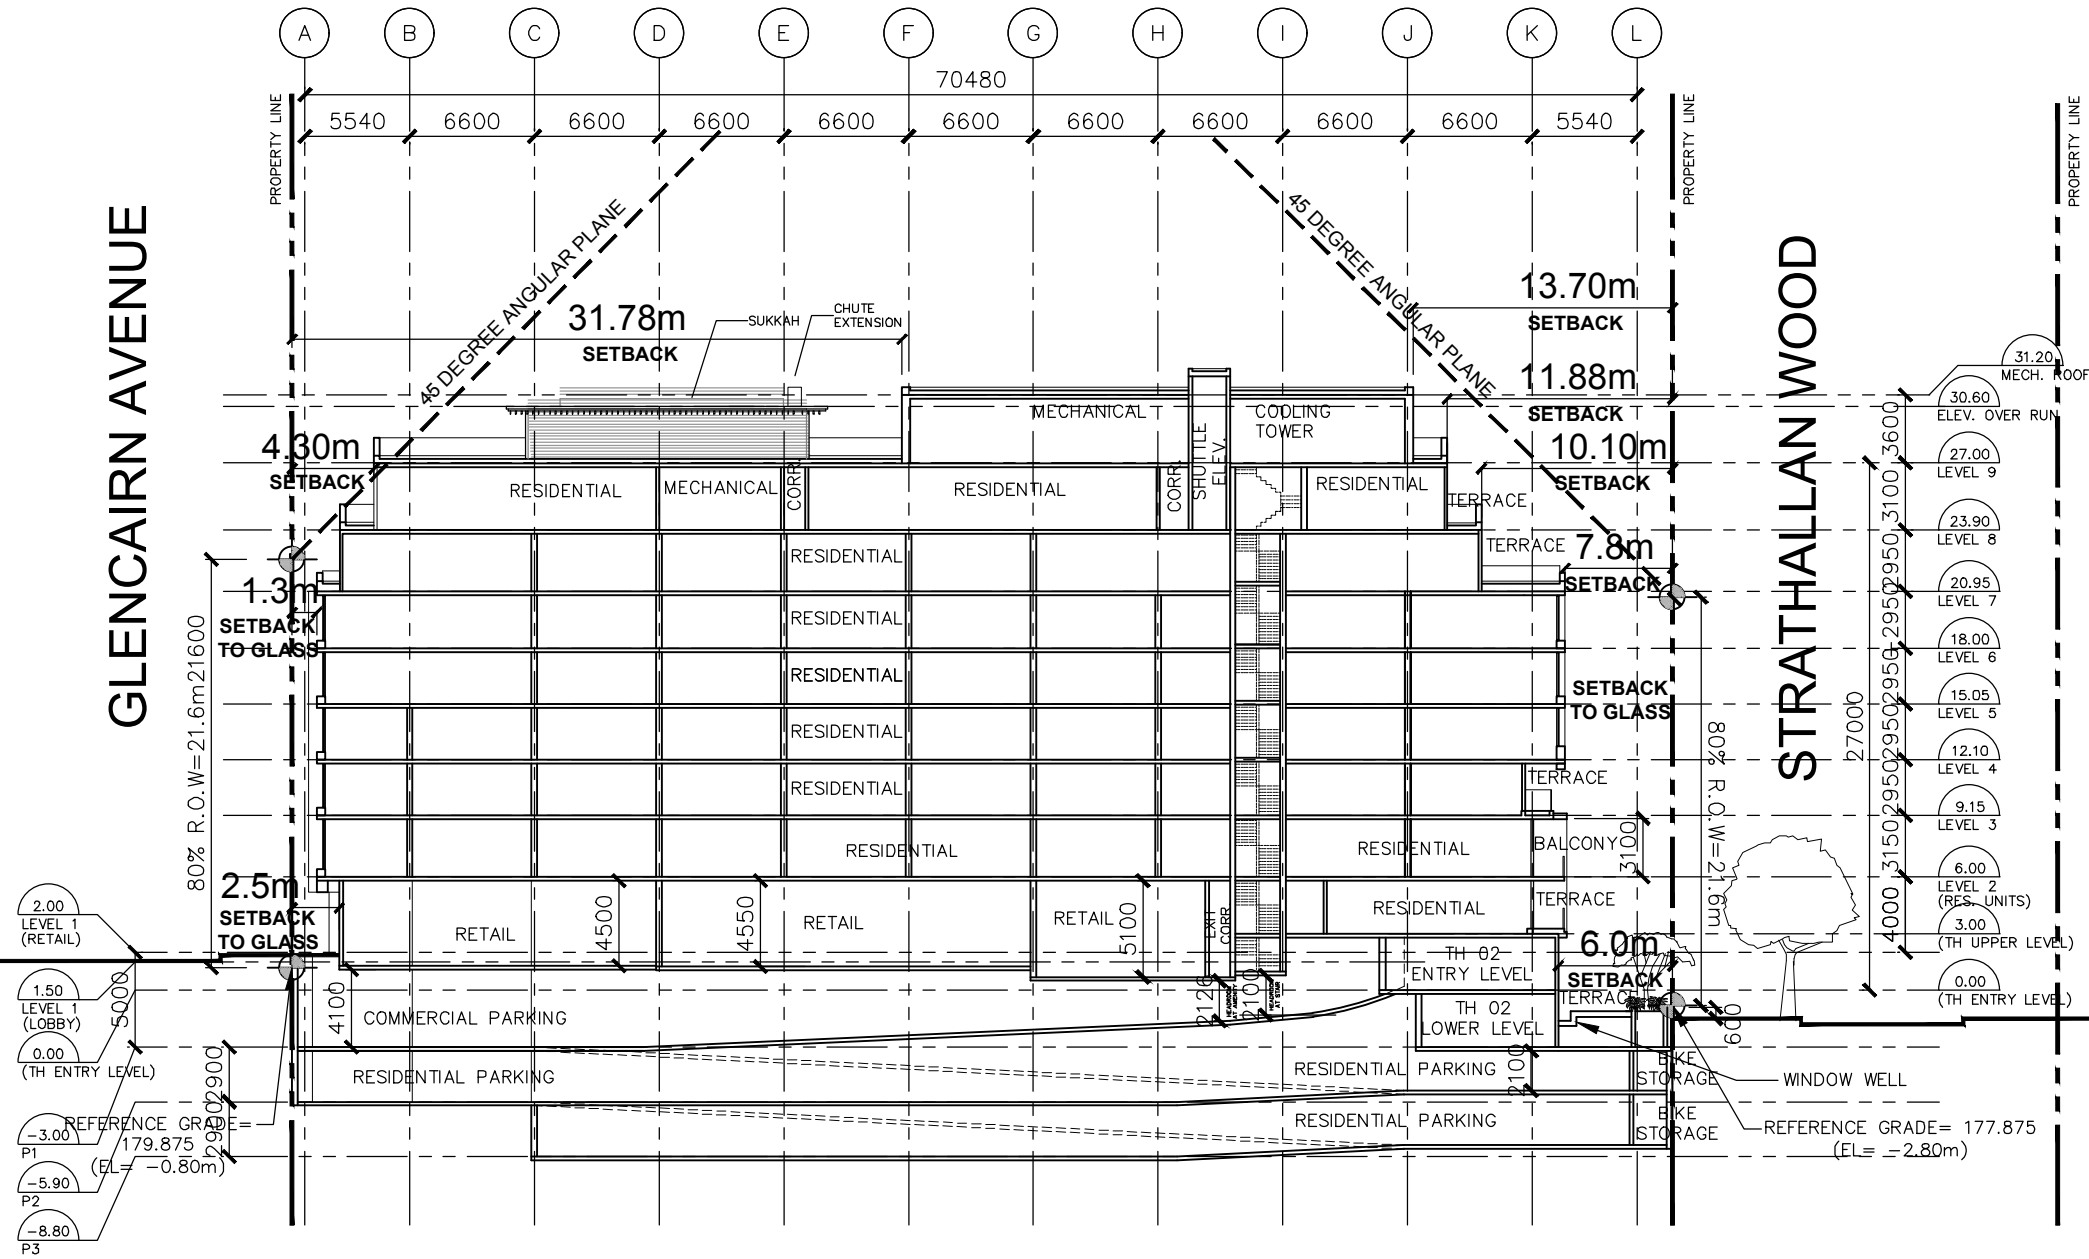 A B C D E F G H I J K L
70480
5540 6600 6600 6600 6600 6600 6600 6600 6600 6600 5540
PROPERTY LINE
PROPERTY LINE
PROPERTY LINE
GLENCAIRN AVENUE
STRATHALLAN WOOD
45 DEGREE ANGULAR PLANE
45 DEGREE ANGULAR PLANE
31.78m
SETBACK
SUKKAH
CHUTE
EXTENSION
13.70m
SETBACK
11.88m
SETBACK
10.10m
SETBACK
7.8m
SETBACK
SETBACK
TO GLASS
6.0m
SETBACK
4.30m
SETBACK
1.3m
SETBACK
TO GLASS
2.5m
SETBACK
TO GLASS
80% R.O.W=21.6m
21600
80% R.O.W=21.6m
MECHANICAL
COOLING
TOWER
SHUTTLE
ELEV.
RESIDENTIAL
MECHANICAL
CORR.
RESIDENTIAL
CORR.
RESIDENTIAL
TERRACE
RESIDENTIAL
TERRACE
RESIDENTIAL
RESIDENTIAL
RESIDENTIAL
RESIDENTIAL
TERRACE
RESIDENTIAL
RESIDENTIAL
BALCONY
3100
RETAIL
4500
4550
RETAIL
RETAIL
5100
EXIT
CORR.
RESIDENTIAL
TERRACE
TH 02
ENTRY LEVEL
TH 02
LOWER LEVEL
TERRACE
2126
HEADROOM
AT AMENITY
2100
HEADROOM
AT STAIR
4100
COMMERCIAL PARKING
RESIDENTIAL PARKING
RESIDENTIAL PARKING
2100
BIKE
STORAGE
RESIDENTIAL PARKING
BIKE
STORAGE
600
WINDOW WELL
REFERENCE GRADE= 177.875
(EL= -2.80m)
REFERENCE GRADE=
179.875
(EL= -0.80m)
5000
2900
2900
2.00
LEVEL 1
(RETAIL)
1.50
LEVEL 1
(LOBBY)
0.00
(TH ENTRY LEVEL)
-3.00
P1
-5.90
P2
-8.80
P3
31.20
MECH. ROOF
30.60
ELEV. OVER RUN
27.00
LEVEL 9
23.90
LEVEL 8
20.95
LEVEL 7
18.00
LEVEL 6
15.05
LEVEL 5
12.10
LEVEL 4
9.15
LEVEL 3
6.00
LEVEL 2
(RES. UNITS)
3.00
(TH UPPER LEVEL)
0.00
(TH ENTRY LEVEL)
3600
3100
2950
2950
2950
2950
2950
3150
4000
27000